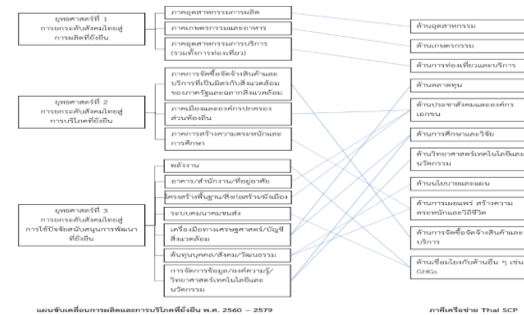 ยุทธศาสตร์ที่ 1
การยกระดับสังคมไทยสู่
การผลิตที่ยั่งยืน
ภาคอุตสาหกรรมการผลิต
ภาคเกษตรกรรมและอาหาร
ภาคอุตสาหกรรมการบริการ
(รวมทั้งการท่องเที่ยว)
ยุทธศาสตร์ที่ 2
การยกระดับสังคมไทยสู่
การบริโภคที่ยั่งยืน
ภาคการจัดซื้อจัดจ้างสินค้าและ
บริการที่เป็นมิตรกับสิ่งแวดล้อม
ของภาครัฐและฉลากสิ่งแวดล้อม
ภาคเมืองและองค์กรปกครอง
ส่วนท้องถิ่น
ภาคการสร้างความตระหนักและ
การศึกษา
ยุทธศาสตร์ที่ 3
การยกระดับสังคมไทยสู่
การใช้ปัจจัยสนับสนุนการพัฒนา
ที่ยั่งยืน
พลังงาน
อาคาร/สำนักงาน/ที่อยู่อาศัย
โครงสร้างพื้นฐาน/สิ่งก่อสร้าง/ผังเมือง
ระบบคมนาคมขนส่ง
เครื่องมือทางเศรษฐศาสตร์/บัญชี
สิ่งแวดล้อม
ต้นทุนบุคคล/สังคม/วัฒนธรรม
การจัดการข้อมูล/องค์ความรู้/
วิทยาศาสตร์เทคโนโลยีและ
นวัตกรรม
ด้านอุตสาหกรรม
ด้านเกษตรกรรม
ด้านการท่องเที่ยวและบริการ
ด้านตลาดทุน
ด้านประชาสังคมและองค์กร
เอกชน
ด้านการศึกษาและวิจัย
ด้านวิทยาศาสตร์เทคโนโลยีและ
นวัตกรรม
ด้านนโยบายและแผน
ด้านการเผยแพร่ สร้างความ
ตระหนักและวิถีชีวิต
ด้านการจัดซื้อจัดจ้างสินค้าและ
บริการ
ด้านเชื่อมโยงกับด้านอื่น ๆ เช่น
GHGs
แผนขับเคลื่อนการผลิตและการบริโภคที่ยั่งยืน พ.ศ. 2560 – 2579
ภาคีเครือข่าย Thai SCP